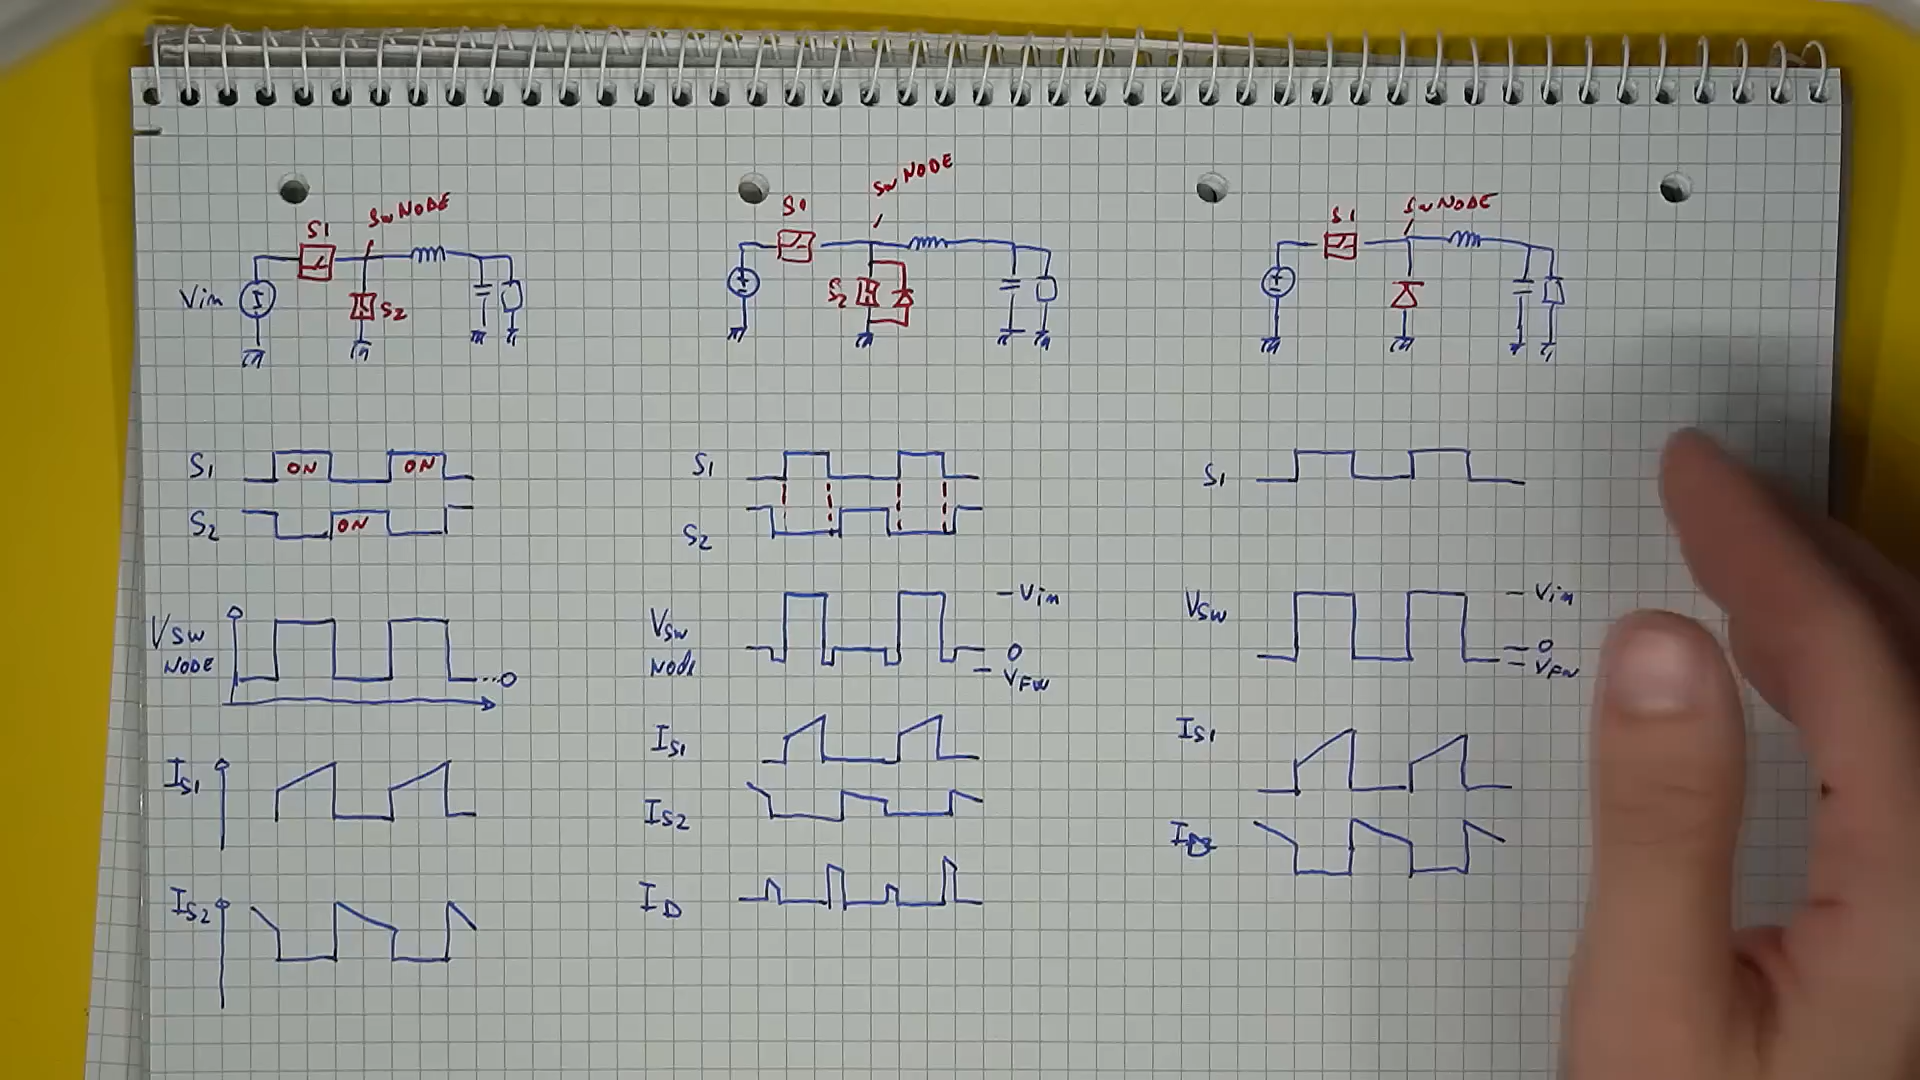 S1
SW NODE
Vin
S2
S1
ON
ON
S2
ON
VSW
NODE
0
IS1
IS2
SW NODE
S1
S2
S1
S2
VSW
NODE
Vin
0
VFW
IS1
IS2
ID
SW NODE
S1
S1
VSW
Vin
0
VFW
IS1
ID